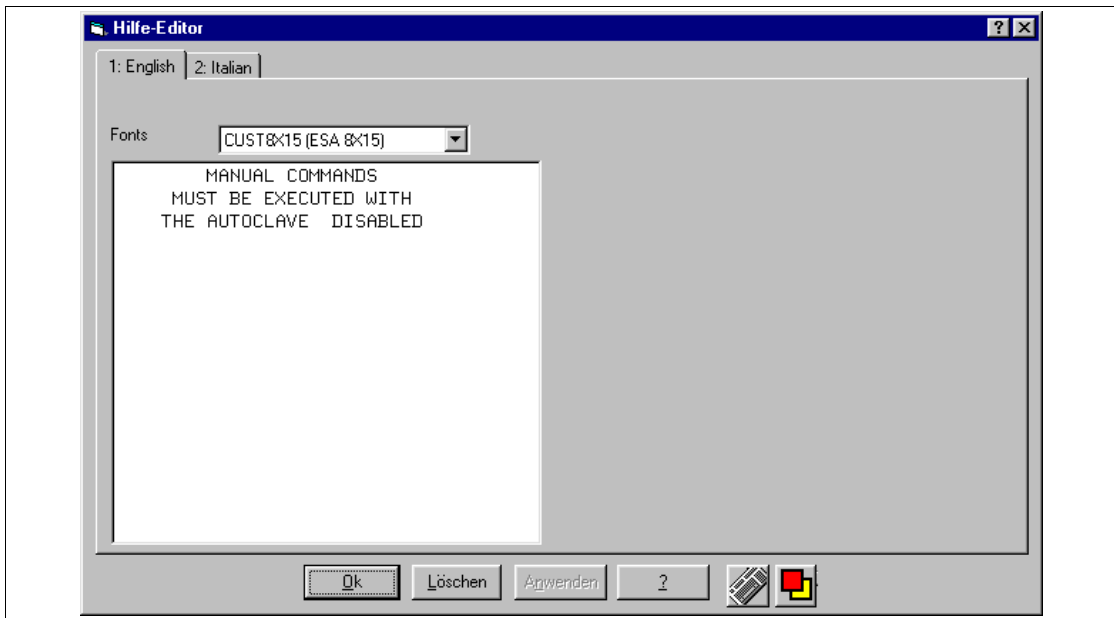 Hilfe-Editor
1: English 2: Italian
Fonts CUST8X15 (ESA 8X15)
MANUAL COMMANDS
MUST BE EXECUTED WITH
THE AUTOCLAVE DISABLED
Ok Löschen Anwenden ?